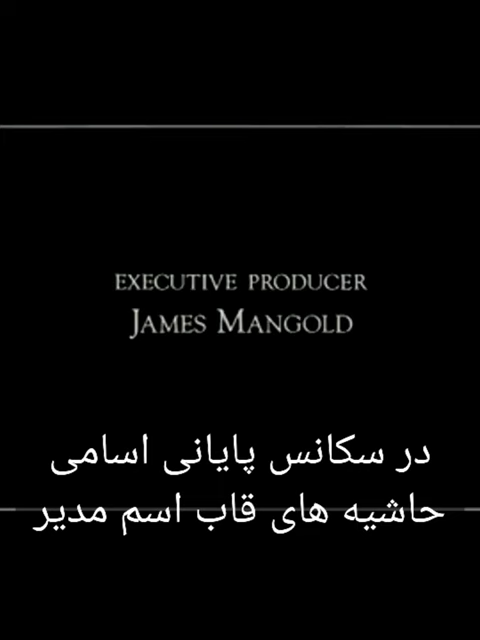 EXECUTIVE PRODUCER
JAMES MANGOLD
در سکانس پایانی اسامی
حاشیه های قاب اسم مدیر